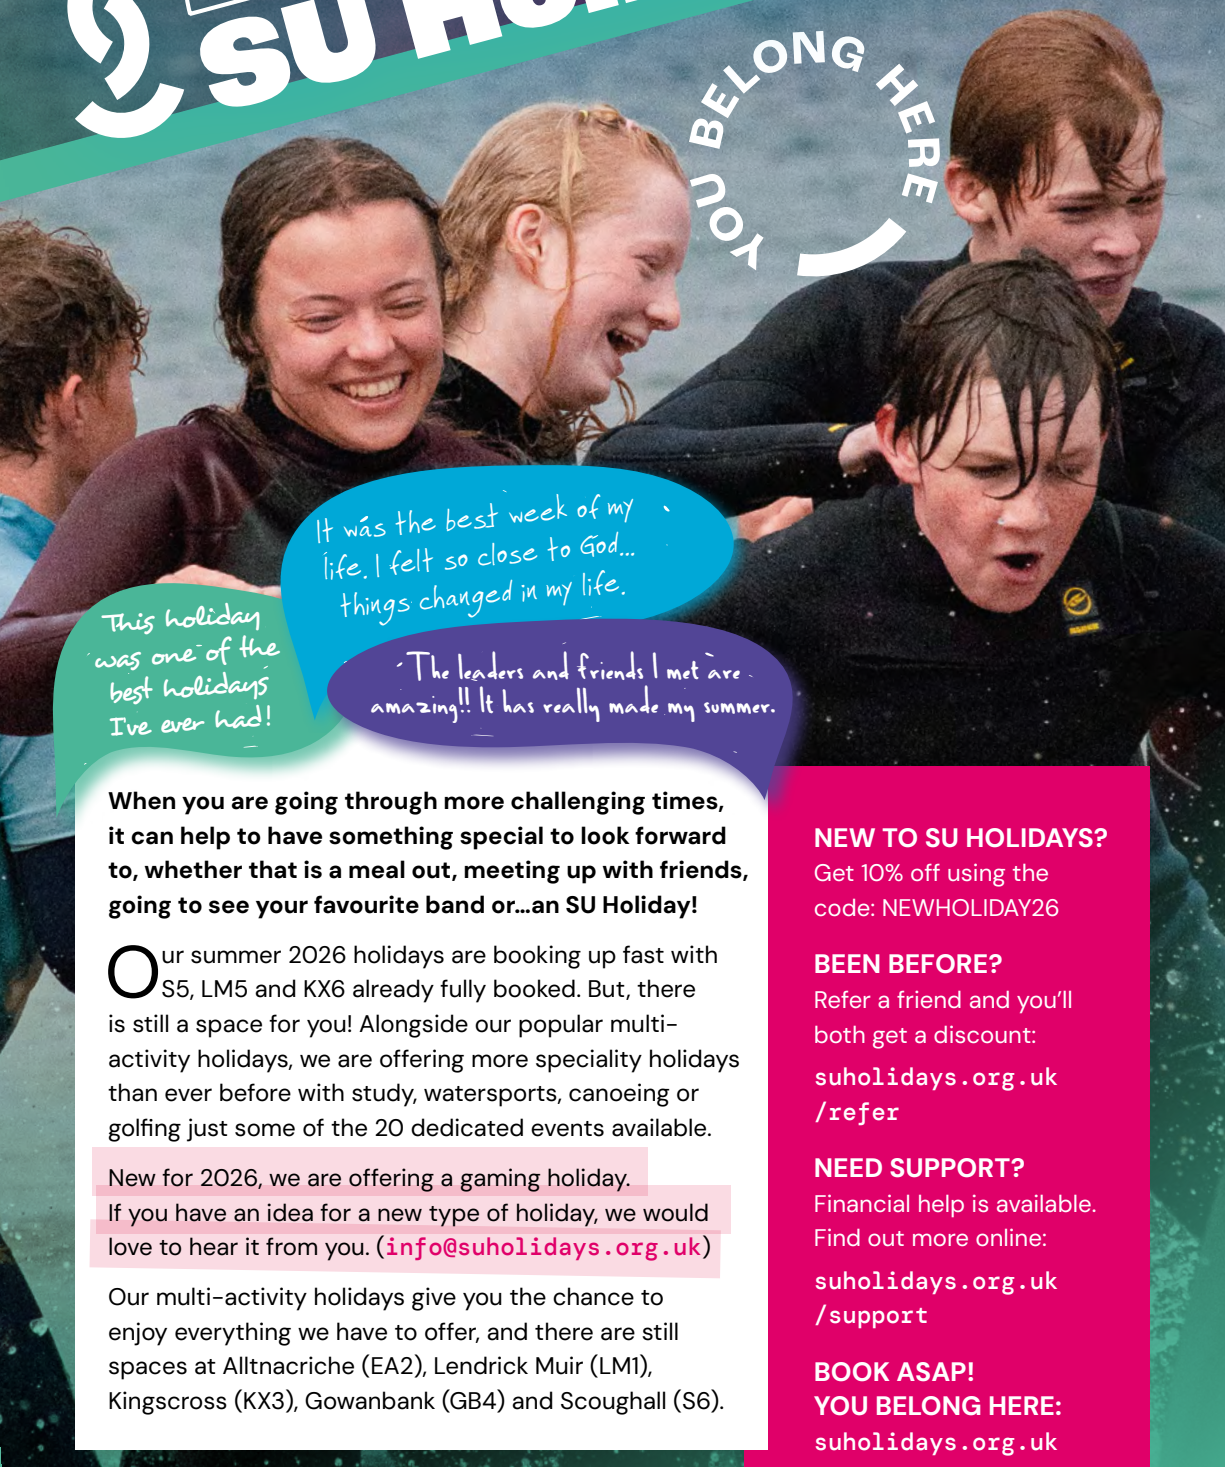 SU
YOU BELONG HERE
It was the best week of my
life. I felt so close to God...
things changed in my life.
This holiday
was one of the
best holidays
I've ever had!
The leaders and friends I met are
amazing!! It has really made my summer.
When you are going through more challenging times,
it can help to have something special to look forward
to, whether that is a meal out, meeting up with friends,
going to see your favourite band or...an SU Holiday!
Our summer 2026 holidays are booking up fast with
S5, LM5 and KX6 already fully booked. But, there
is still a space for you! Alongside our popular multi-
activity holidays, we are offering more speciality holidays
than ever before with study, watersports, canoeing or
golfing just some of the 20 dedicated events available.
New for 2026, we are offering a gaming holiday.
If you have an idea for a new type of holiday, we would
love to hear it from you. (info@suholidays.org.uk)
Our multi-activity holidays give you the chance to
enjoy everything we have to offer, and there are still
spaces at Alltnacriche (EA2), Lendrick Muir (LM1),
Kingscross (KX3), Gowanbank (GB4) and Scoughall (S6).
NEW TO SU HOLIDAYS?
Get 10% off using the
code: NEWHOLIDAY26
BEEN BEFORE?
Refer a friend and you'll
both get a discount:
suholidays.org.uk
/refer
NEED SUPPORT?
Financial help is available.
Find out more online:
suholidays.org.uk
/support
BOOK ASAP!
YOU BELONG HERE:
suholidays.org.uk